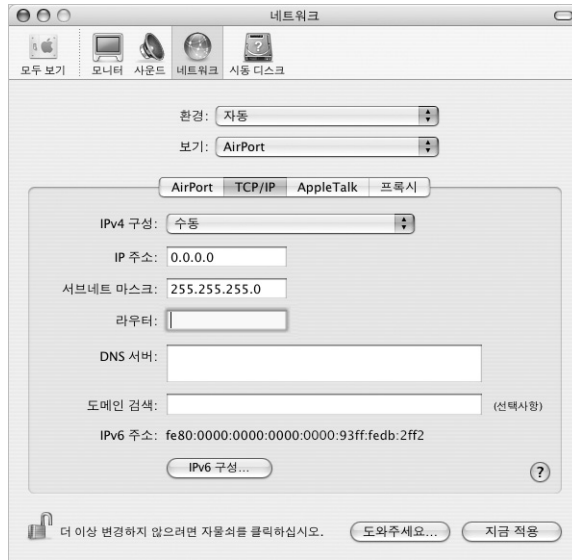 네트워크
모두 보기 모니터 사운드 네트워크 시동 디스크
환경: 자동
보기: AirPort
AirPort TCP/IP AppleTalk 프록시
IPv4 구성: 수동
IP 주소: 0.0.0.0
서브네트 마스크: 255.255.255.0
라우터:
DNS 서버:
도메인 검색: (선택사항)
IPv6 주소: fe80:0000:0000:0000:0000:93ff:fedb:2ff2
IPv6 구성... ?
더 이상 변경하지 않으려면 자물쇠를 클릭하십시오. 도와주세요... 지금 적용